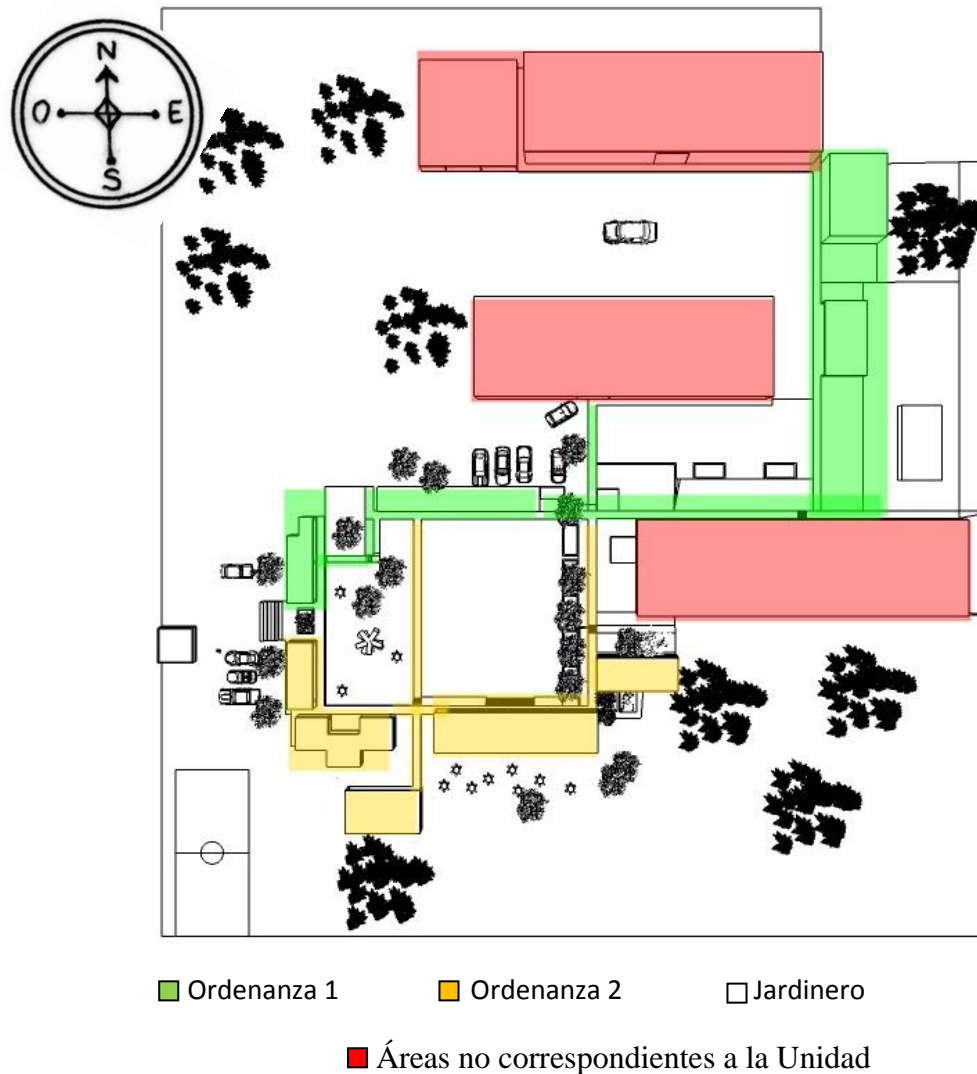 N
O E
S
Ordenanza 1 Ordenanza 2 Jardinero
Áreas no correspondientes a la Unidad